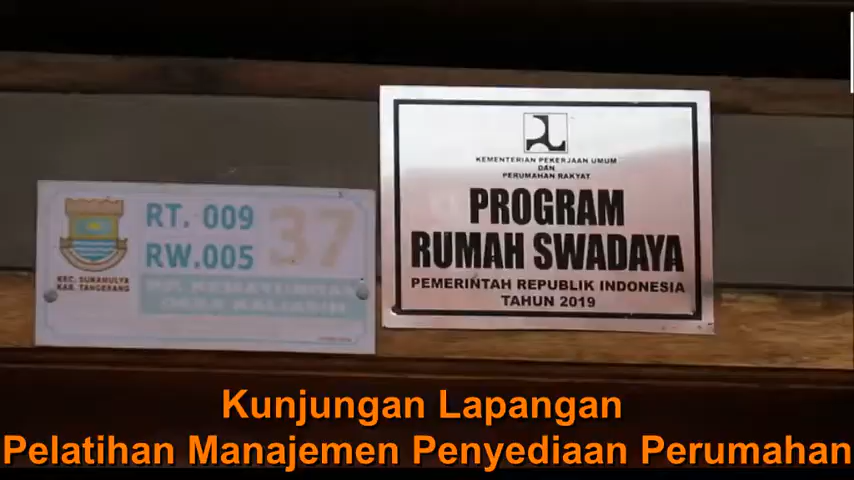 KEC. SUKAMULYA
KAB. TANGERANG
RT. 009
RW. 005
37
KEMENTERIAN PEKERJAAN UMUM
DAN
PERUMAHAN RAKYAT
PROGRAM
RUMAH SWADAYA
PEMERINTAH REPUBLIK INDONESIA
TAHUN 2019
Kunjungan Lapangan
Pelatihan Manajemen Penyediaan Perumahan